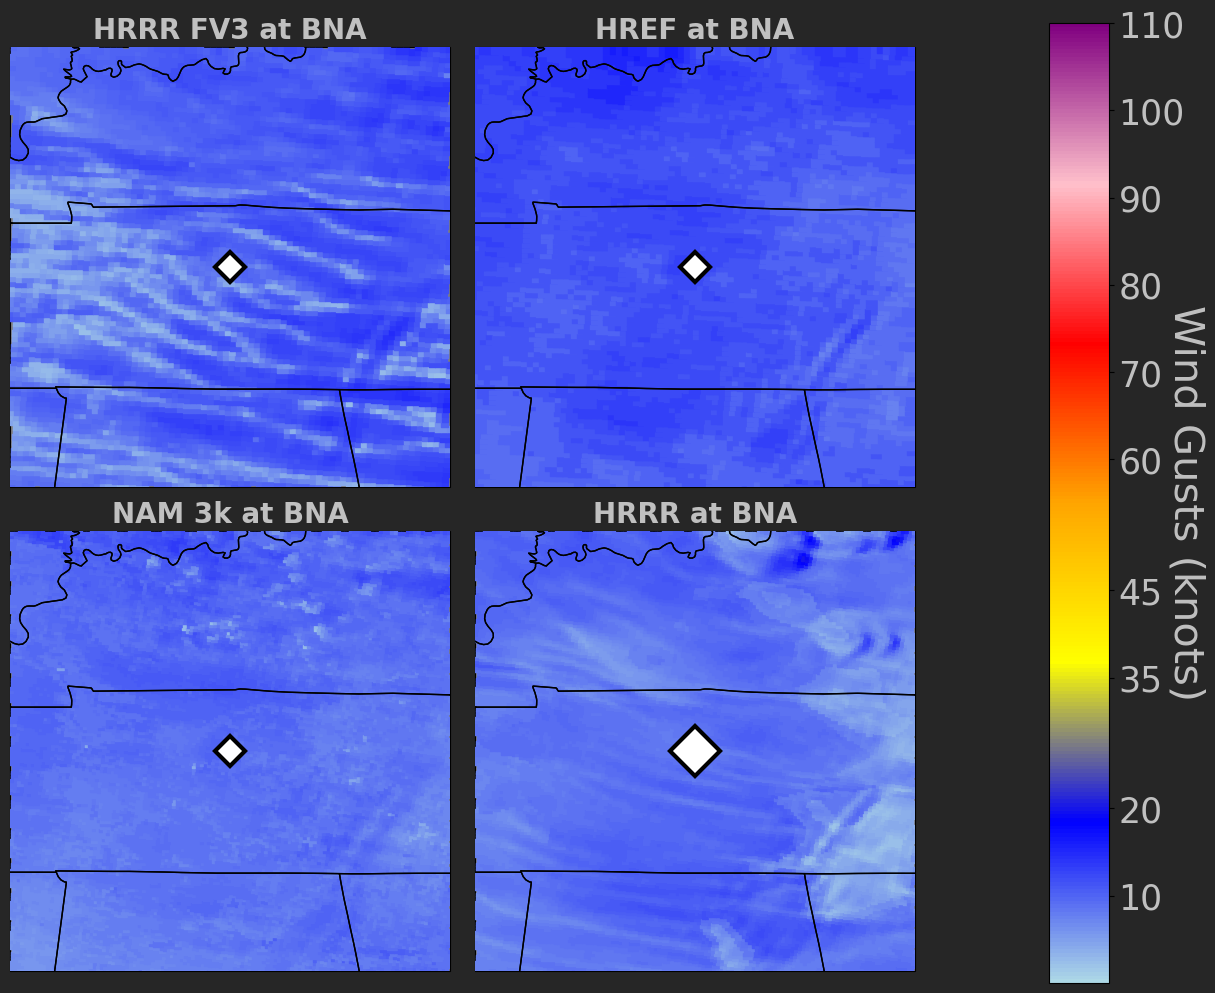 HRRR FV3 at BNA
HREF at BNA
NAM 3k at BNA
HRRR at BNA
110
100
90
80
70
60
45
35
20
10
Wind Gusts (knots)